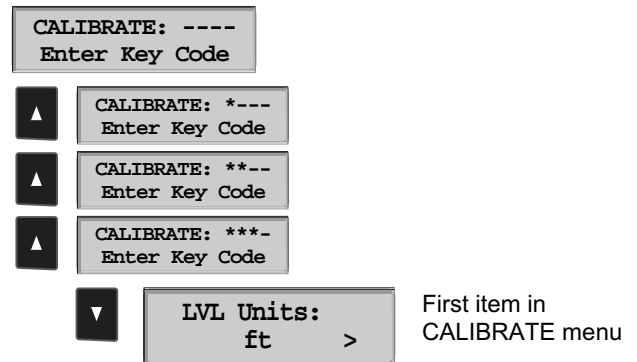 CALIBRATE: ----
Enter Key Code
CALIBRATE: *---
Enter Key Code
CALIBRATE: **--
Enter Key Code
CALIBRATE: ***-
Enter Key Code
LVL Units:
ft >
First item in
CALIBRATE menu